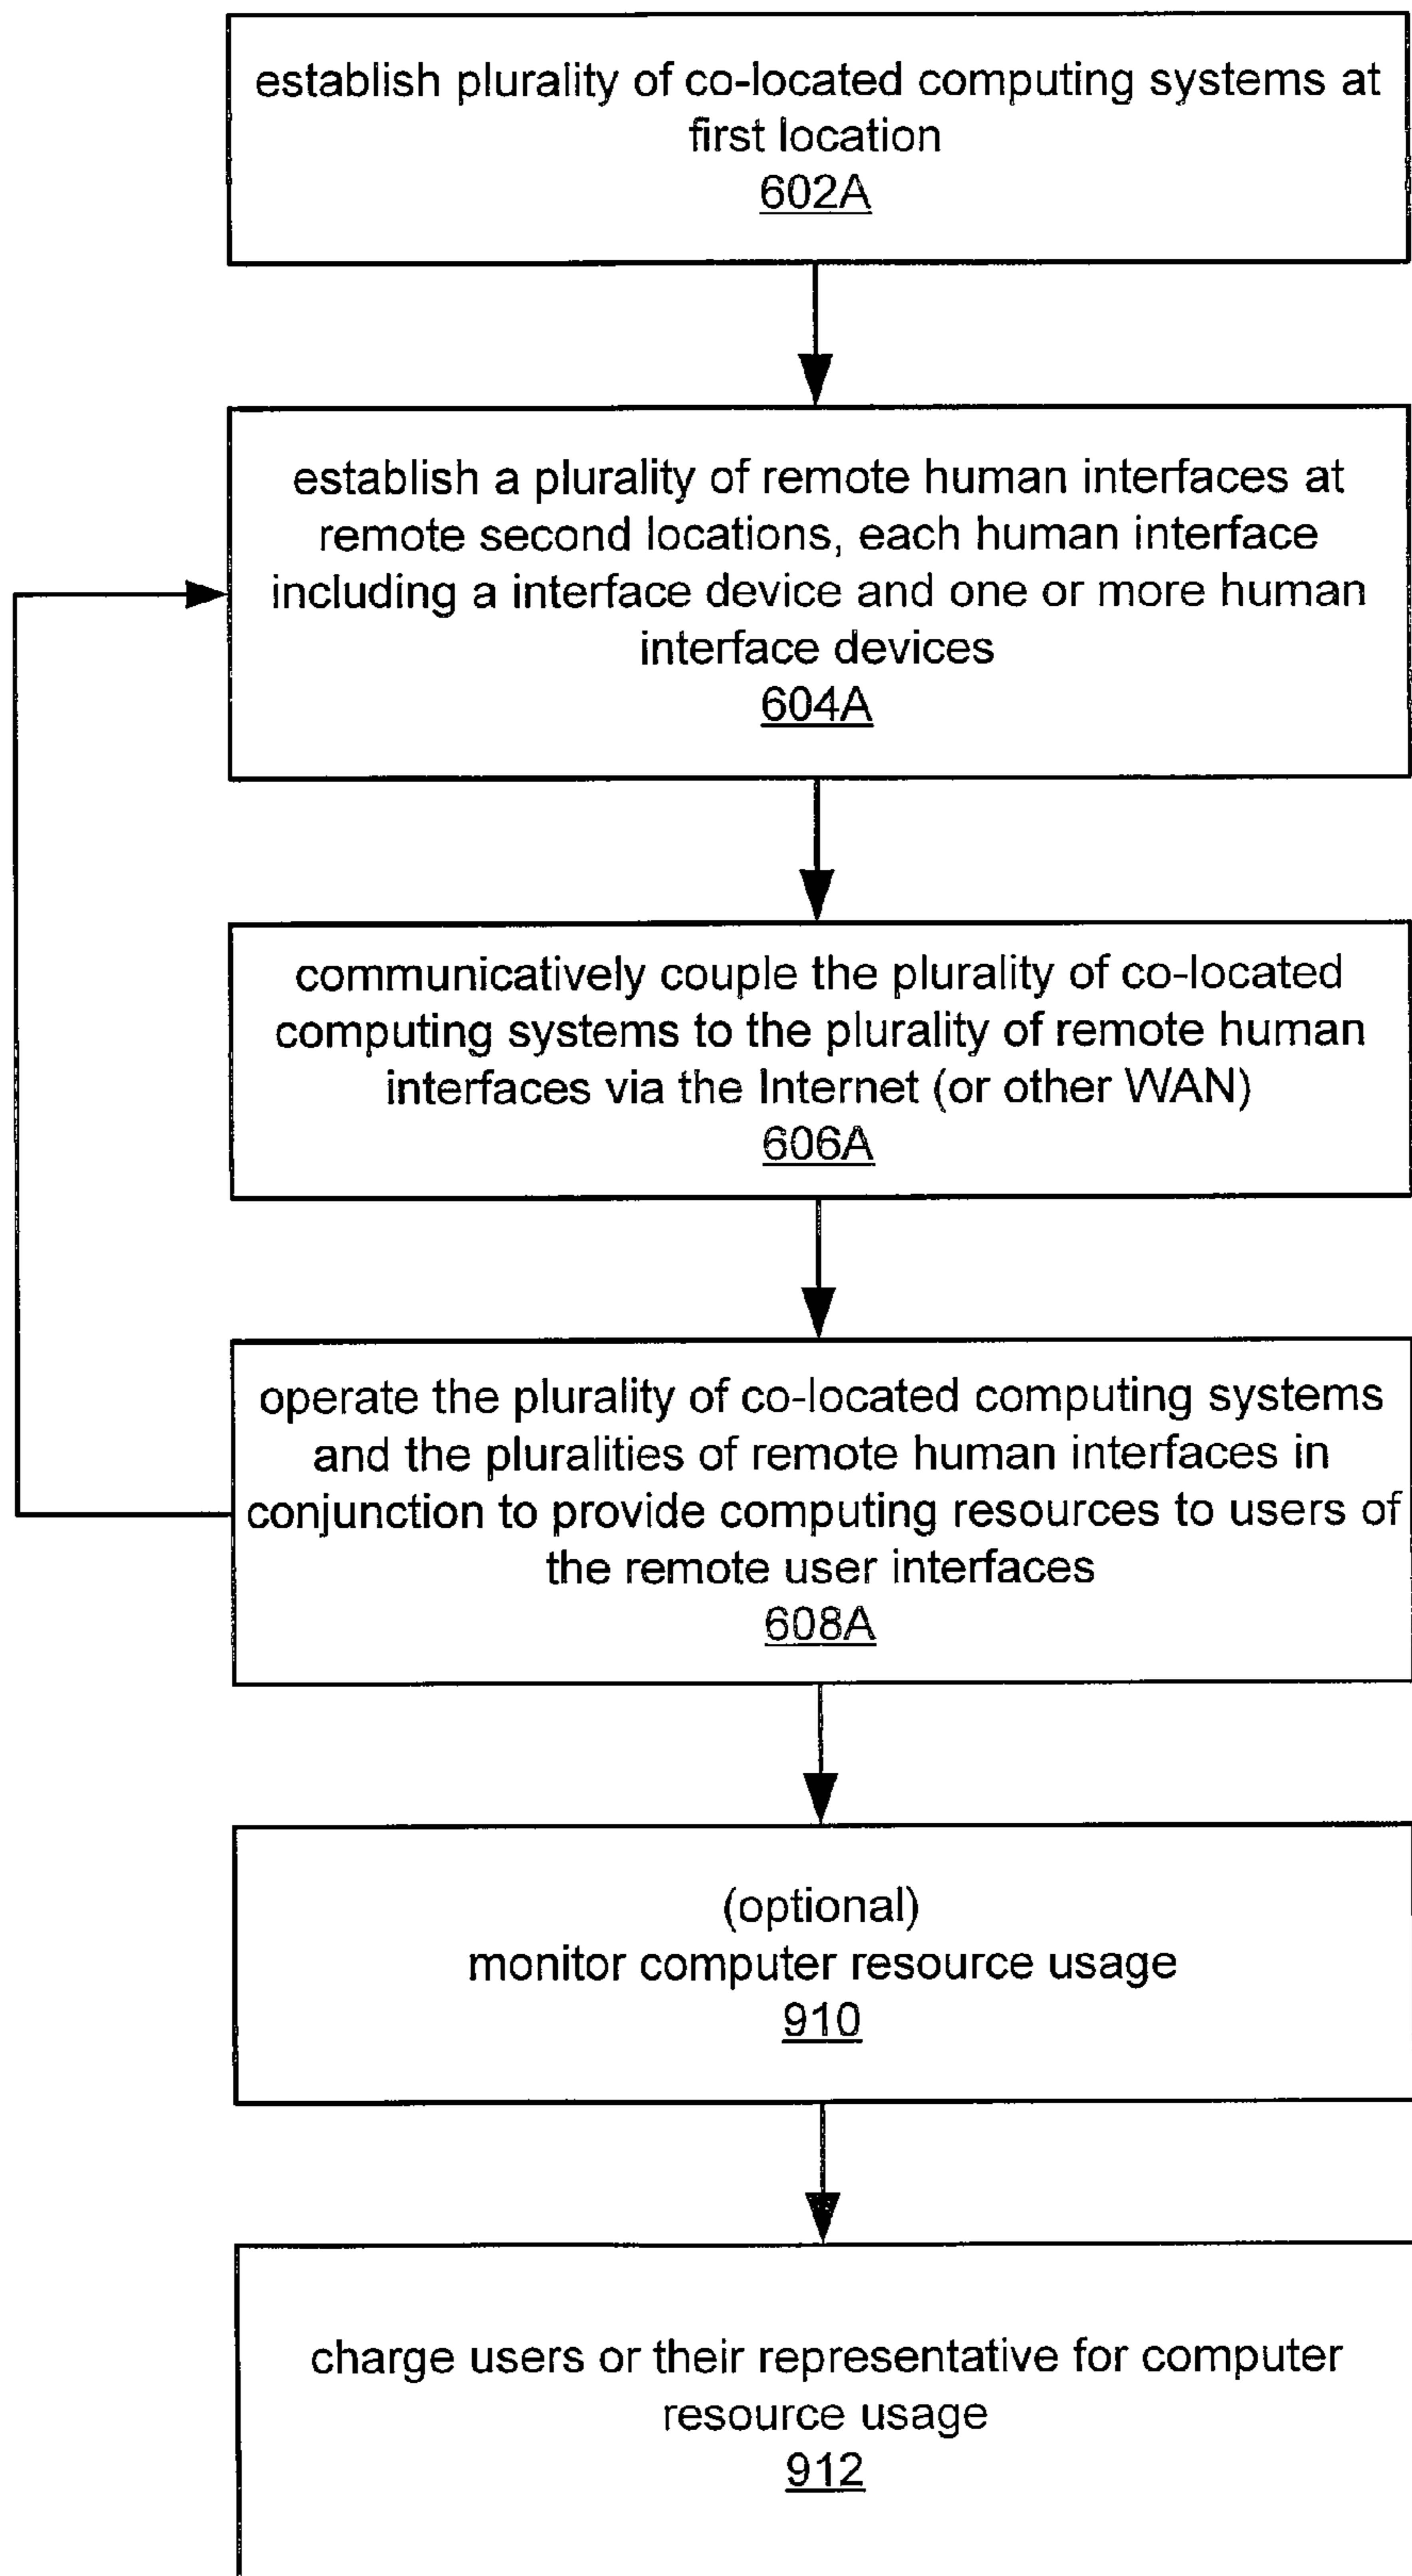 establish plurality of co-located computing systems at
first location
602A
establish a plurality of remote human interfaces at
remote second locations, each human interface
including a interface device and one or more human
interface devices
604A
communicatively couple the plurality of co-located
computing systems to the plurality of remote human
interfaces via the Internet (or other WAN)
606A
operate the plurality of co-located computing systems
and the pluralities of remote human interfaces in
conjunction to provide computing resources to users of
the remote user interfaces
608A
(optional)
monitor computer resource usage
910
charge users or their representative for computer
resource usage
912